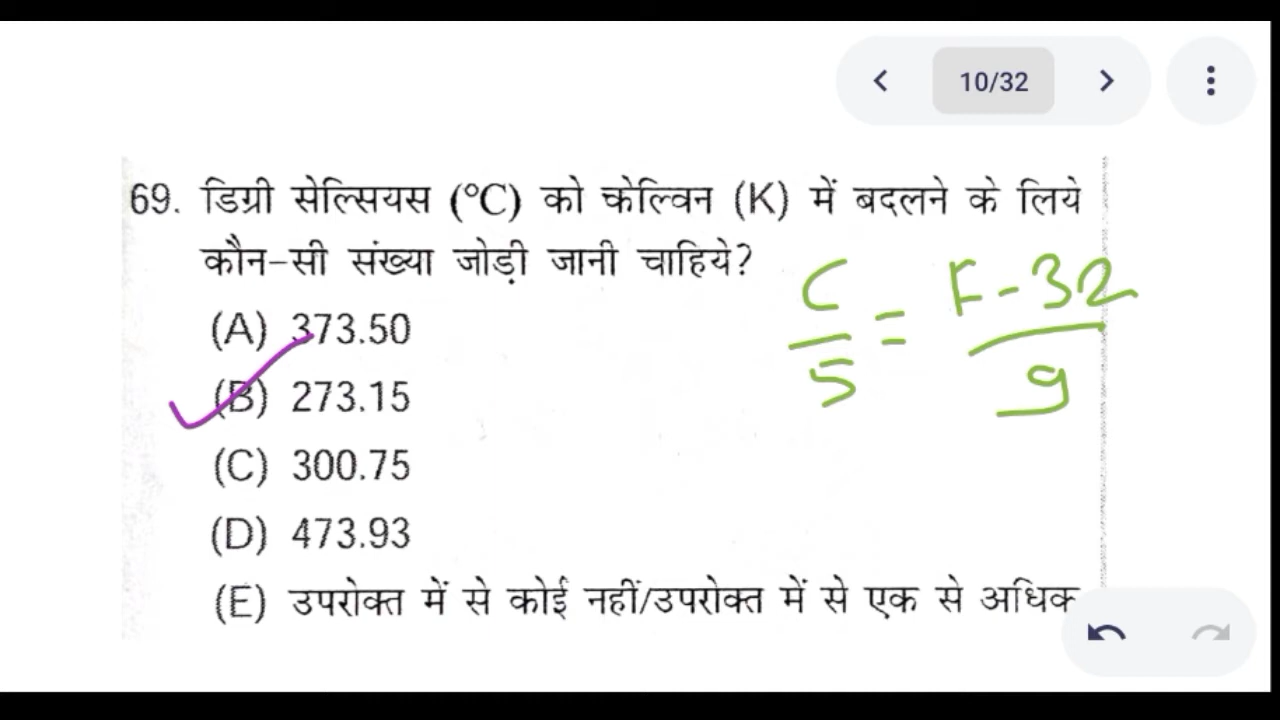 10/32
69. डिग्री सेल्सियस (°C) को केल्विन (K) में बदलने के लिये
कौन-सी संख्या जोड़ी जानी चाहिये?
(A) 373.50
(B) 273.15
(C) 300.75
(D) 473.93
(E) उपरोक्त में से कोई नहीं/उपरोक्त में से एक से अधिक
C/5 = F-32/9